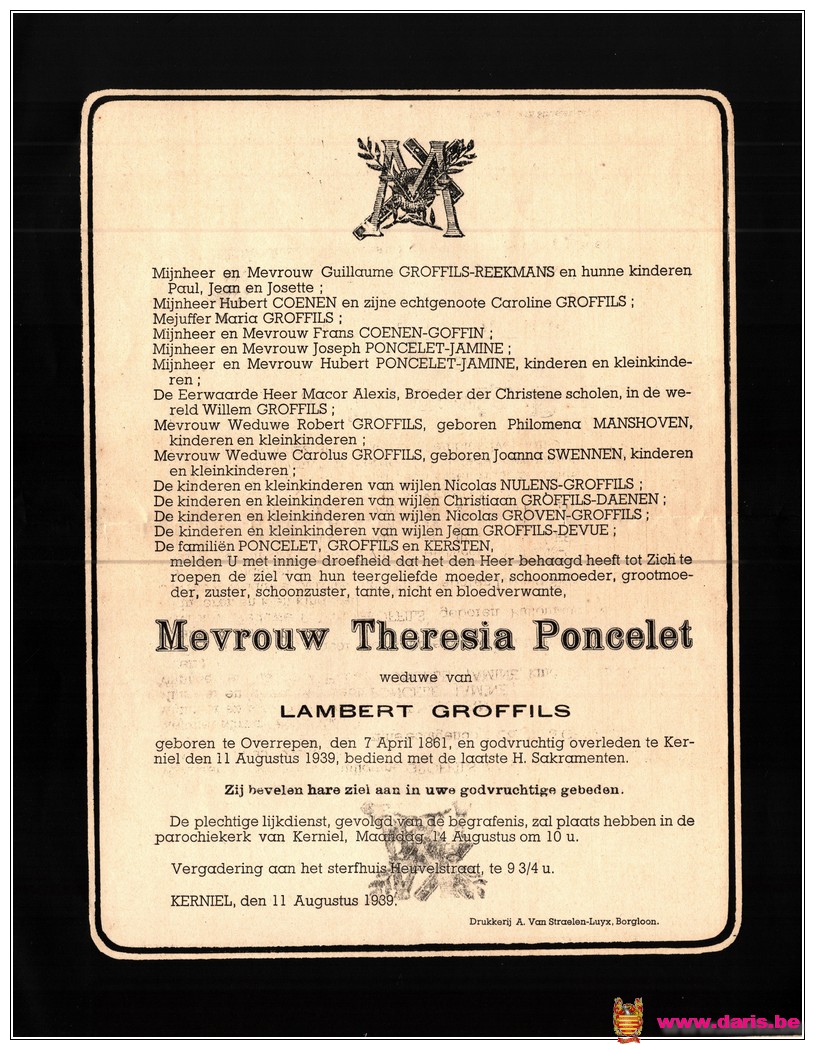 Mijnheer en Mevrouw Guillaume GROFFILS-REEKMANS en hunne kinderen
Paul, Jean en Josette ;
Mijnheer Hubert COENEN en zijne echtgenoote Caroline GROFFILS ;
Mejuffer Maria GROFFILS ;
Mijnheer en Mevrouw Frans COENEN-GOFFIN ;
Mijnheer en Mevrouw Joseph PONCELET-JAMINE ;
Mijnheer en Mevrouw Hubert PONCELET-JAMINE, kinderen en kleinkinde-
ren ;
De Eerwaarde Heer Macor Alexis, Broeder der Christene scholen, in de we-
reld Willem GROFFILS ;
Mevrouw Weduwe Robert GROFFILS, geboren Philomena MANSHOVEN,
kinderen en kleinkinderen ;
Mevrouw Weduwe Carolus GROFFILS, geboren Joanna SWENNEN, kinderen
en kleinkinderen ;
De kinderen en kleinkinderen van wijlen Nicolas NULENS-GROFFILS ;
De kinderen en kleinkinderen van wijlen Christiaan GROFFILS-DAENEN ;
De kinderen en kleinkinderen van wijlen Nicolas GROVEN-GROFFILS ;
De kinderen en kleinkinderen van wijlen Jean GROFFILS-DEVUE ;
De familiën PONCELET, GROFFILS en KERSTEN,
melden U met innige droefheid dat het den Heer behaagd heeft tot Zich te
roepen de ziel van hun teergeliefde moeder, schoonmoeder, grootmoe-
der, zuster, schoonzuster, tante, nicht en bloedverwante,
Mevrouw Theresia Poncelet
weduwe van
LAMBERT GROFFILS
geboren te Overrepen, den 7 April 1861, en godvruchtig overleden te Ker-
niel den 11 Augustus 1939, bediend met de laatste H. Sakramenten.
Zij bevelen hare ziel aan in uwe godvruchtige gebeden.
De plechtige lijkdienst, gevolgd van de begrafenis, zal plaats hebben in de
parochiekerk van Kerniel, Maandag 14 Augustus om 10 u.
Vergadering aan het sterfhuis Heuvelstraat, te 9 3/4 u.
KERNIEL, den 11 Augustus 1939.
Drukkerij A. Van Straelen-Luyx, Borgloon.
www.daris.be